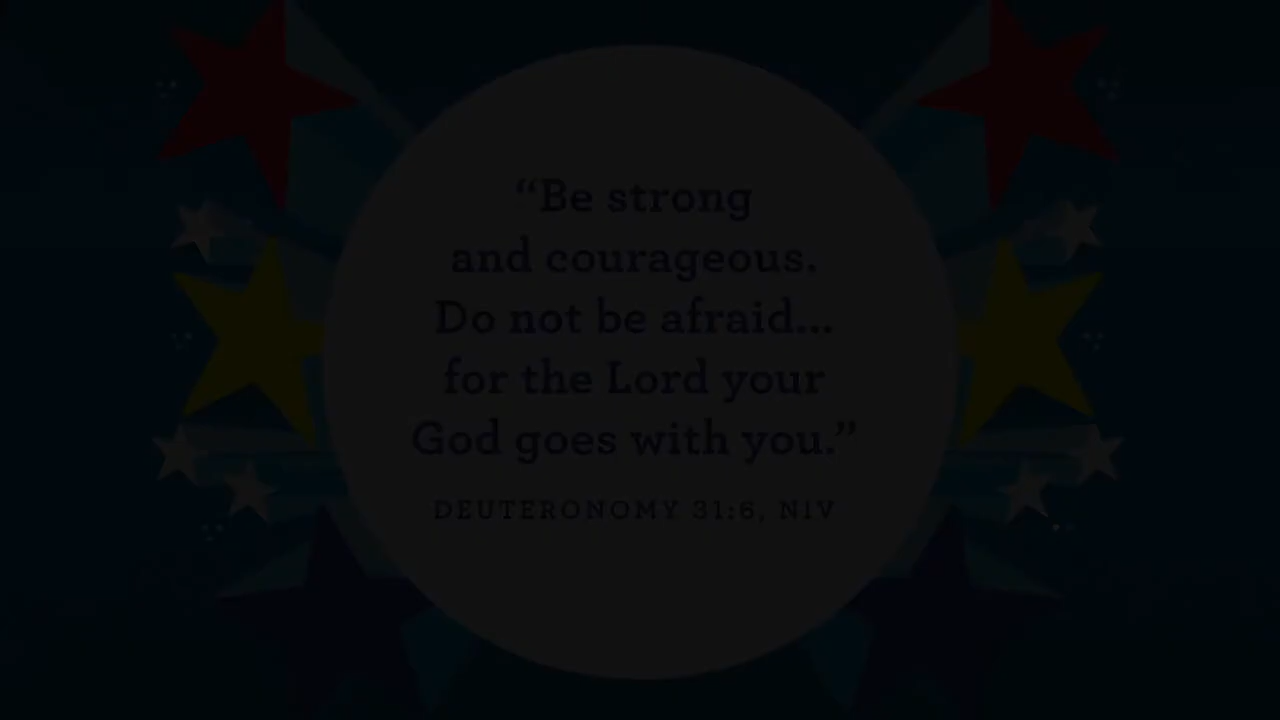 “Be strong
and courageous.
Do not be afraid...
for the Lord your
God goes with you.”
DEUTERONOMY 31:6, NIV